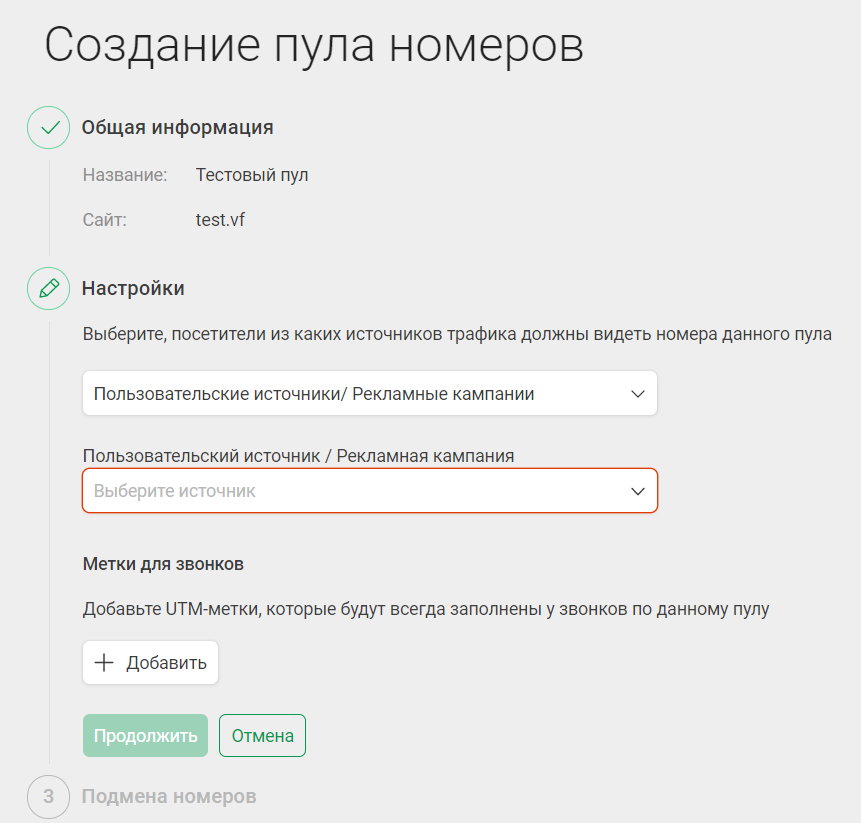 Создание пула номеров
Общая информация
Название: Тестовый пул
Сайт: test.vf
Настройки
Выберите, посетители из каких источников трафика должны видеть номера данного пула
Пользовательские источники/ Рекламные кампании
Пользовательский источник / Рекламная кампания
Выберите источник
Метки для звонков
Добавьте UTM-метки, которые будут всегда заполнены у звонков по данному пулу
Добавить
Продолжить Отмена
3 Подмена номеров